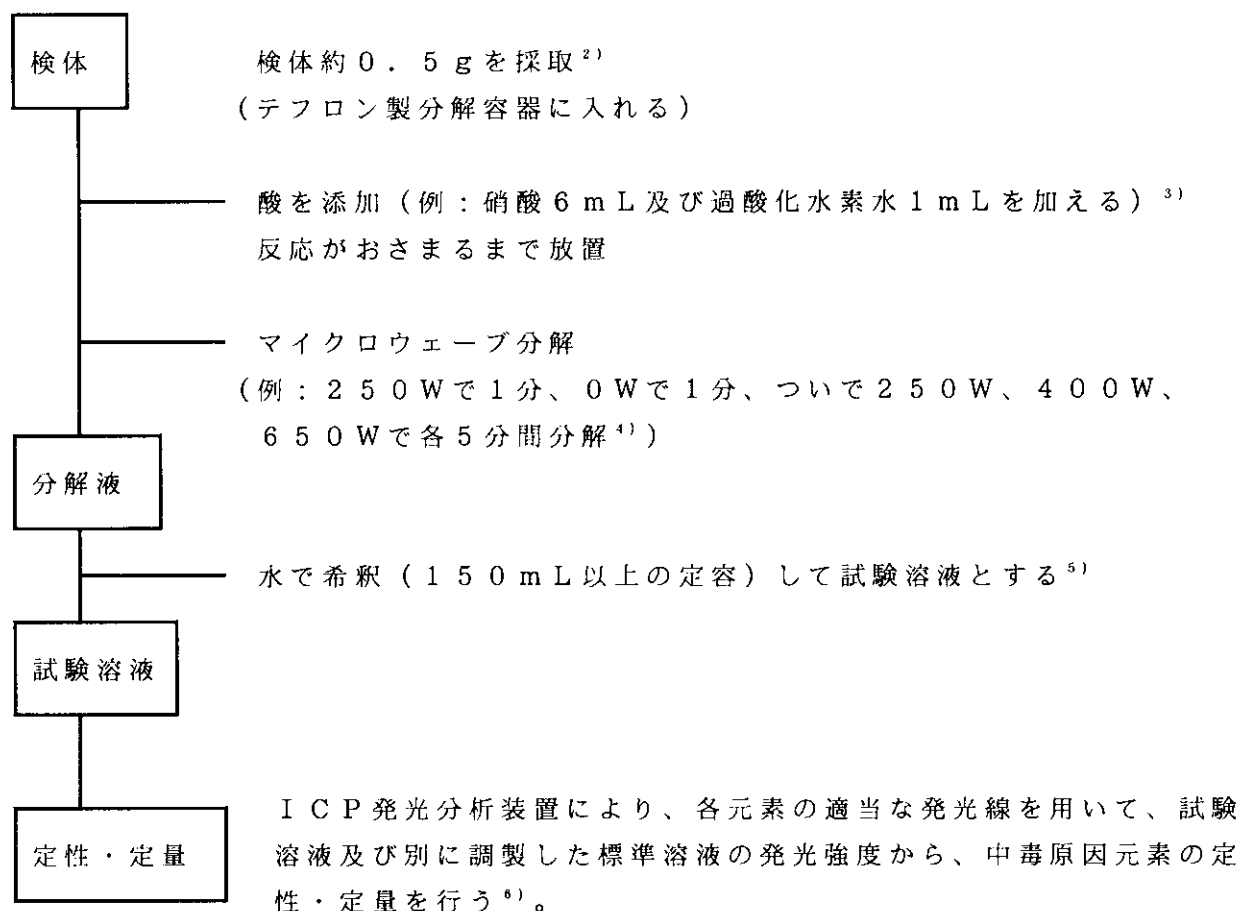 検体
検体約０．５ｇを採取²⁾
（テフロン製分解容器に入れる）
酸を添加（例：硝酸６ｍＬ及び過酸化水素水１ｍＬを加える）³⁾
反応がおさまるまで放置
マイクロウェーブ分解
（例：２５０Ｗで１分、０Ｗで１分、ついで２５０Ｗ、４００Ｗ、
６５０Ｗで各５分間分解⁴⁾）
分解液
水で希釈（１５０ｍＬ以上の定容）して試験溶液とする⁵⁾
試験溶液
ＩＣＰ発光分析装置により、各元素の適当な発光線を用いて、試験
溶液及び別に調製した標準溶液の発光強度から、中毒原因元素の定
性・定量を行う⁶⁾。
定性・定量